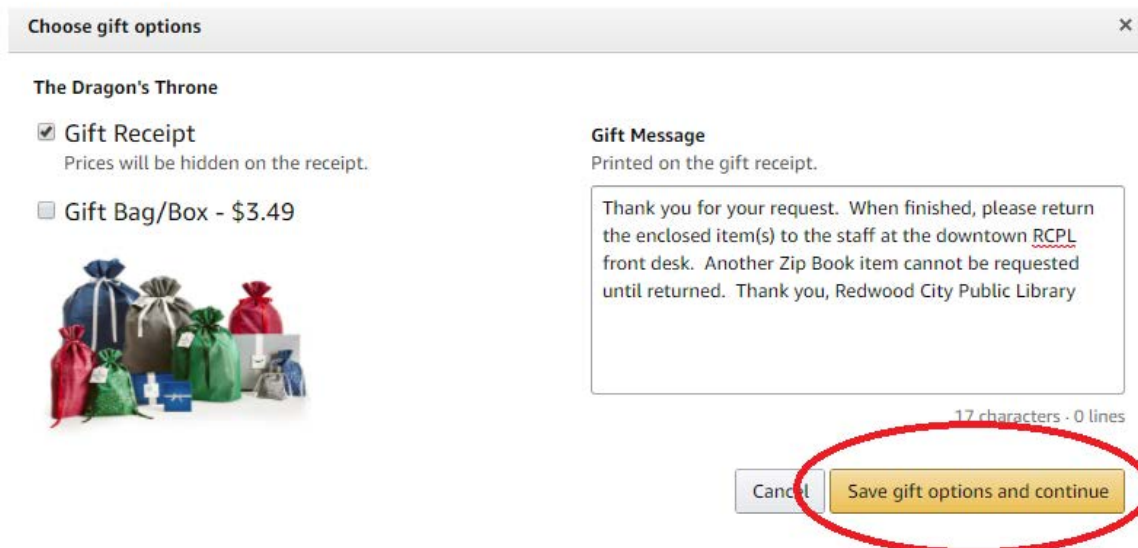 Choose gift options ×
The Dragon's Throne
Gift Receipt
Prices will be hidden on the receipt.
Gift Bag/Box - $3.49
Gift Message
Printed on the gift receipt.
Thank you for your request.  When finished, please return
the enclosed item(s) to the staff at the downtown RCPL
front desk.  Another Zip Book item cannot be requested
until returned.  Thank you, Redwood City Public Library
17 characters · 0 lines
Cancel
Save gift options and continue